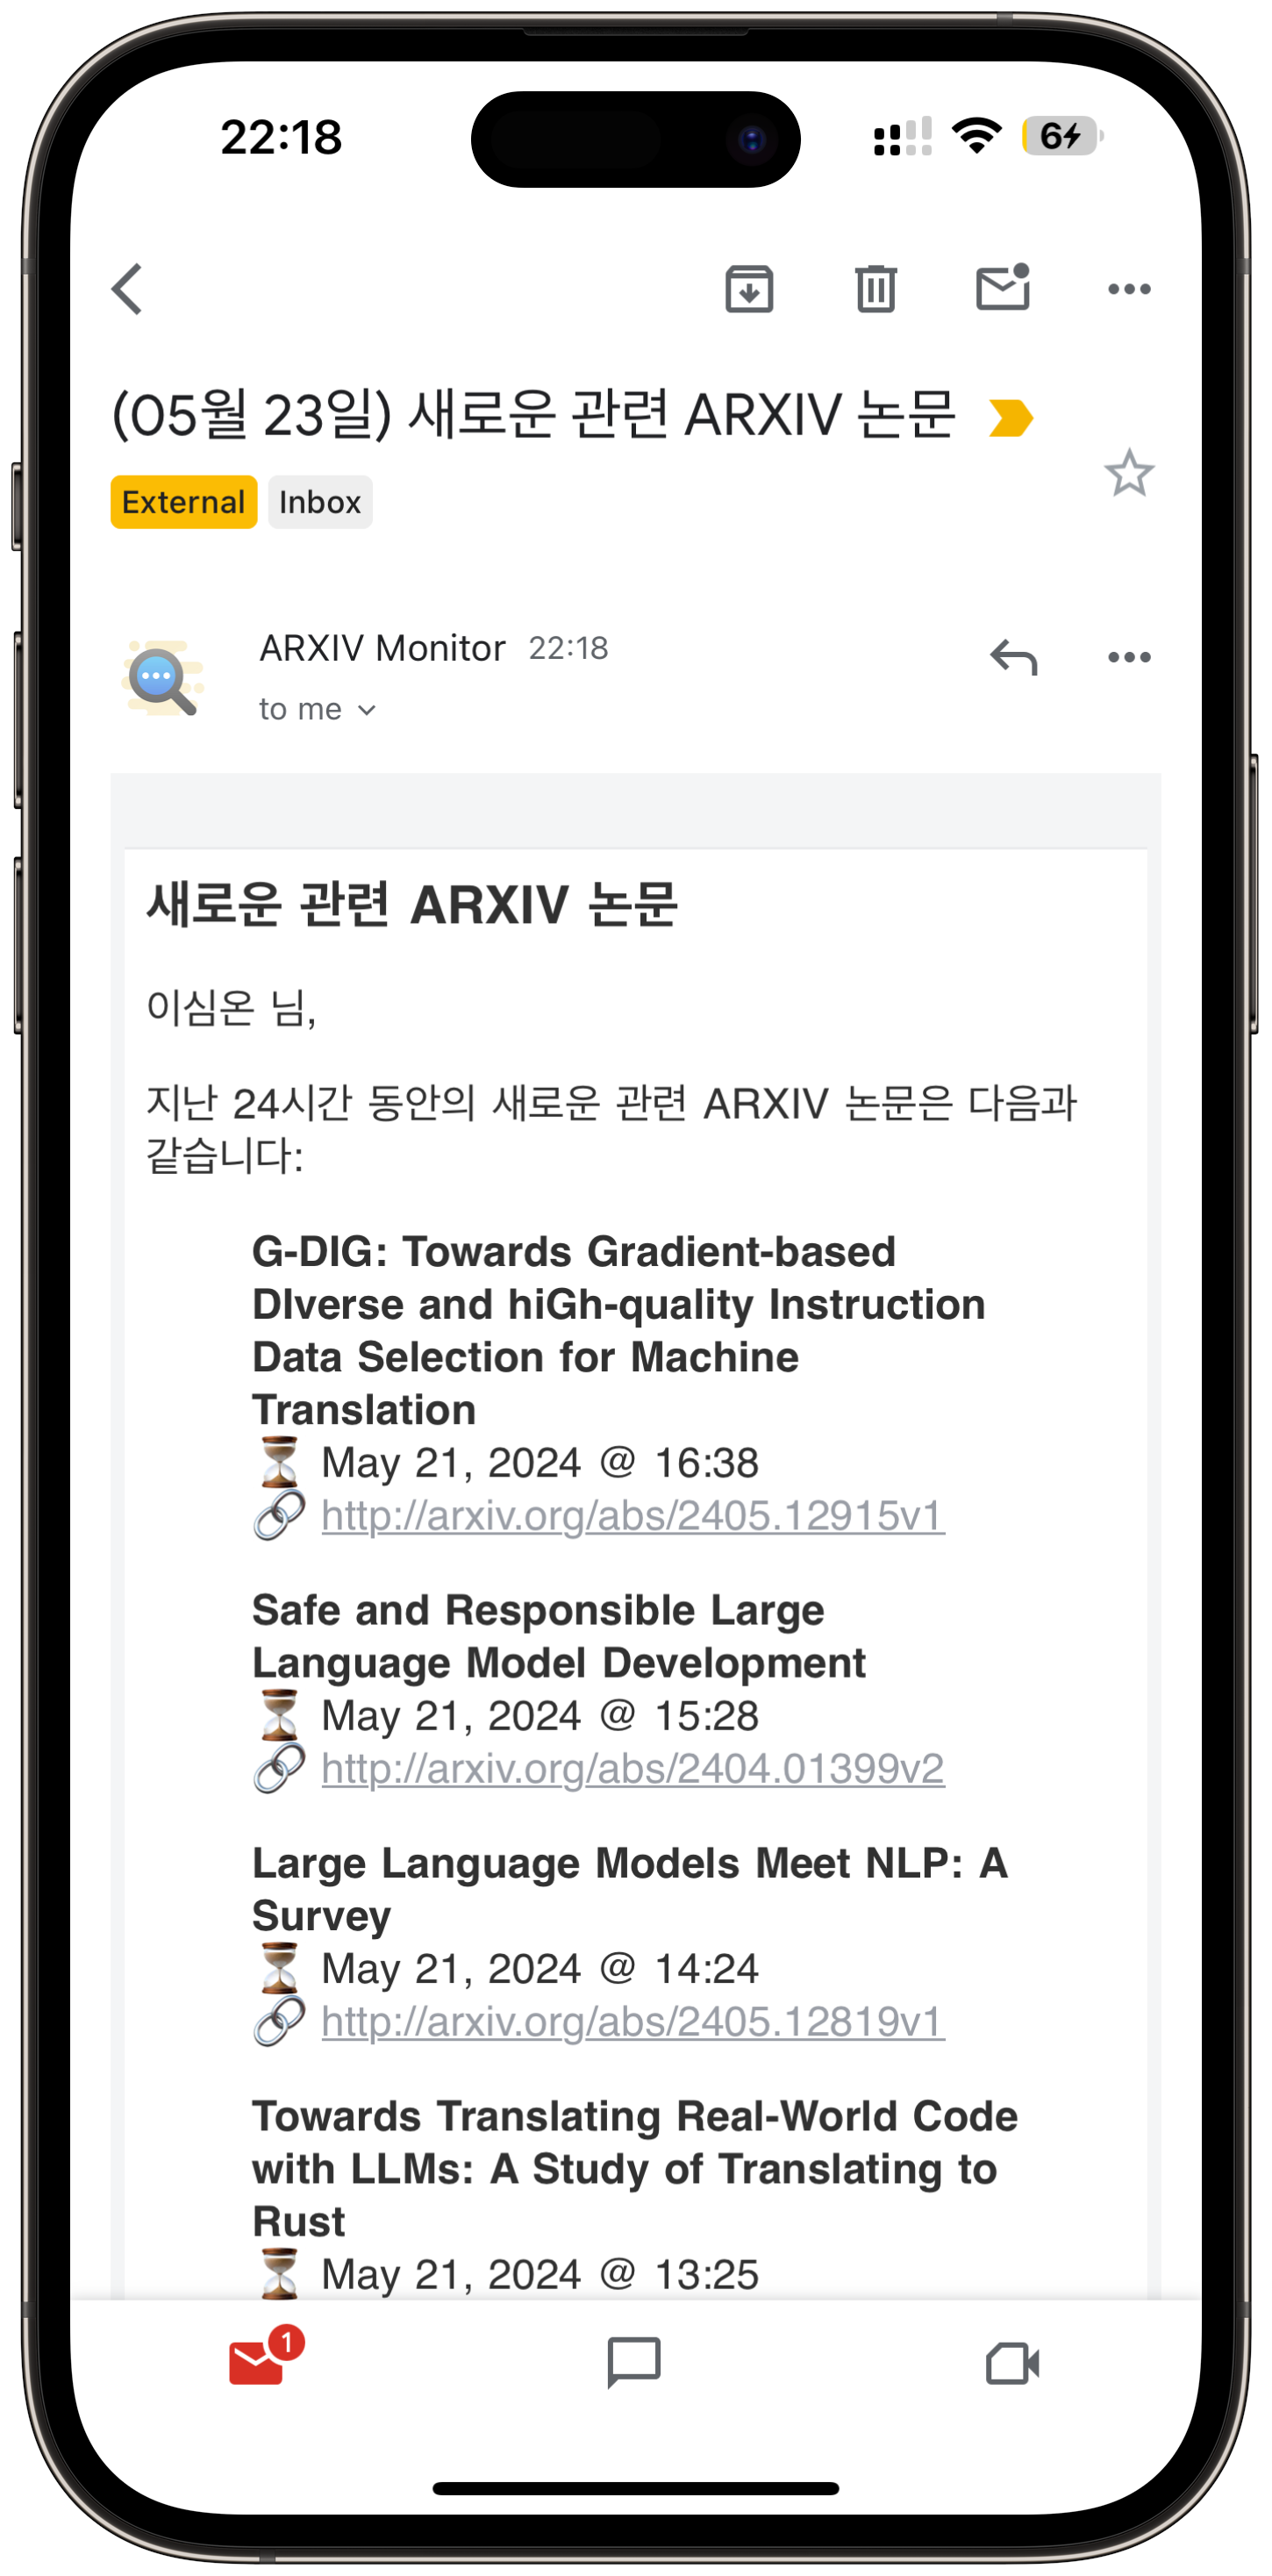 22:18
6
(05월 23일) 새로운 관련 ARXIV 논문
External Inbox
ARXIV Monitor 22:18
to me
새로운 관련 ARXIV 논문
이심온 님,
지난 24시간 동안의 새로운 관련 ARXIV 논문은 다음과
같습니다:
G-DIG: Towards Gradient-based
DIverse and hiGh-quality Instruction
Data Selection for Machine
Translation
⏳ May 21, 2024 @ 16:38
🔗 http://arxiv.org/abs/2405.12915v1
Safe and Responsible Large
Language Model Development
⏳ May 21, 2024 @ 15:28
🔗 http://arxiv.org/abs/2404.01399v2
Large Language Models Meet NLP: A
Survey
⏳ May 21, 2024 @ 14:24
🔗 http://arxiv.org/abs/2405.12819v1
Towards Translating Real-World Code
with LLMs: A Study of Translating to
Rust
⏳ May 21, 2024 @ 13:25
1